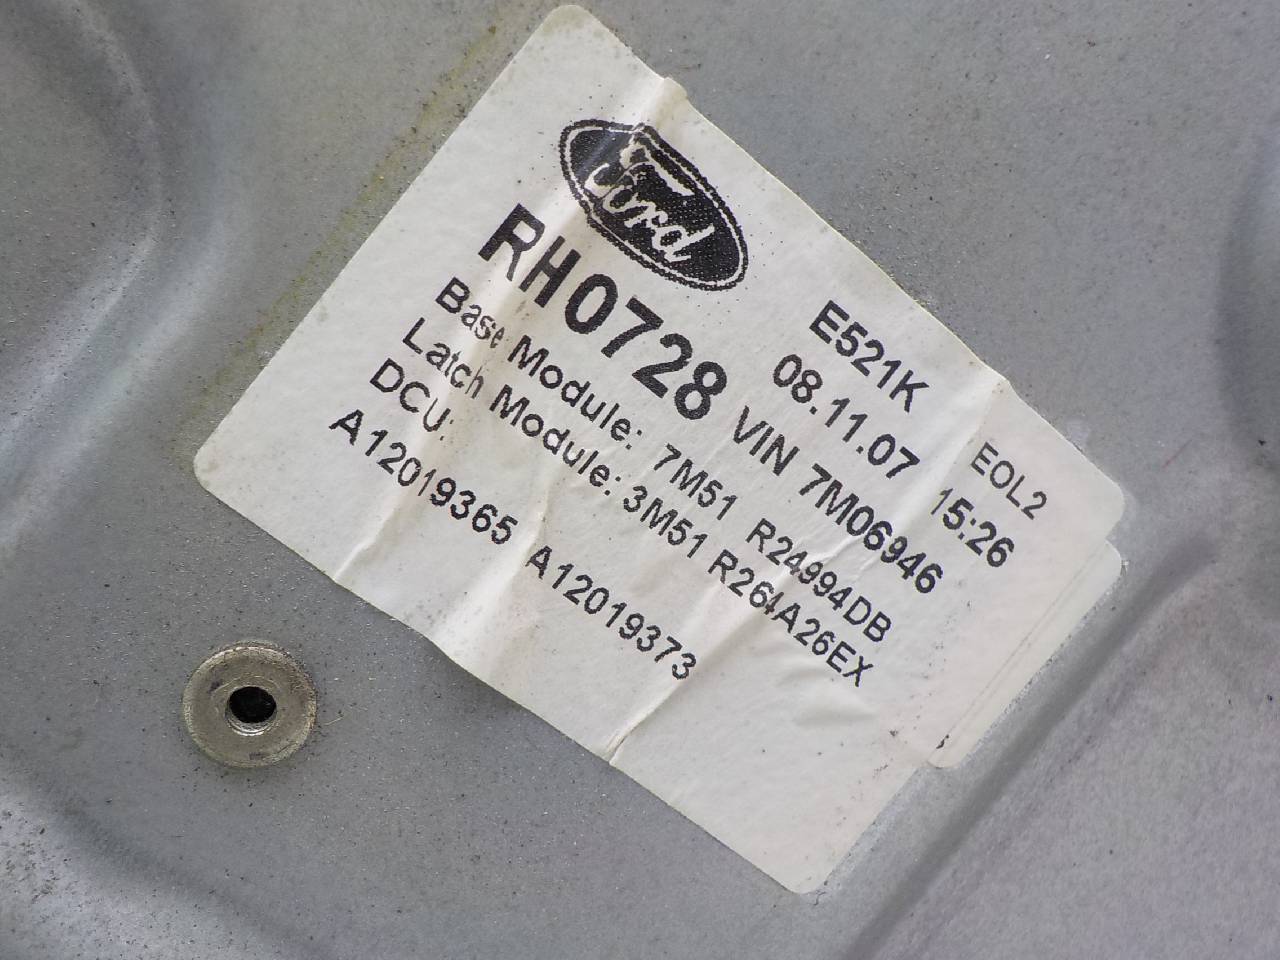 Ford
E521K
RH0728
08.11.07 15:26
EOL2
VIN 7M06946
Base Module: 7M51 R24994DB
Latch Module: 3M51 R264A26EX
DCU:
A12019365 A12019373